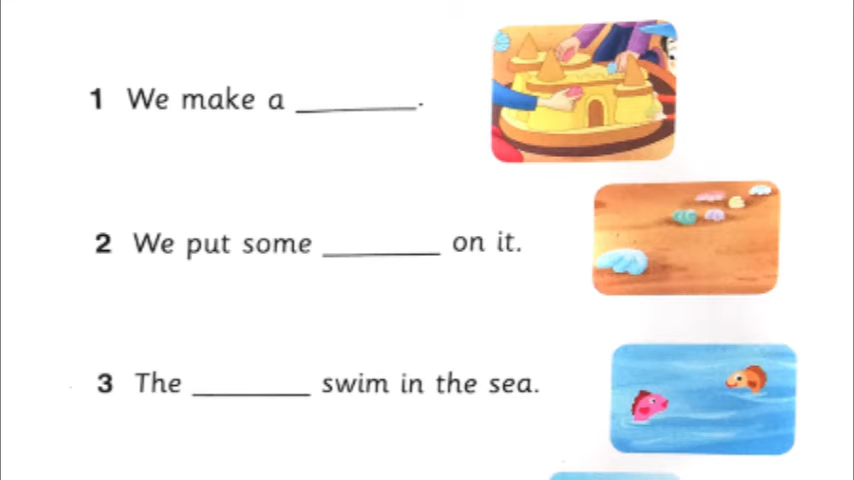 1 We make a ________.
2 We put some ________ on it.
3 The ________ swim in the sea.